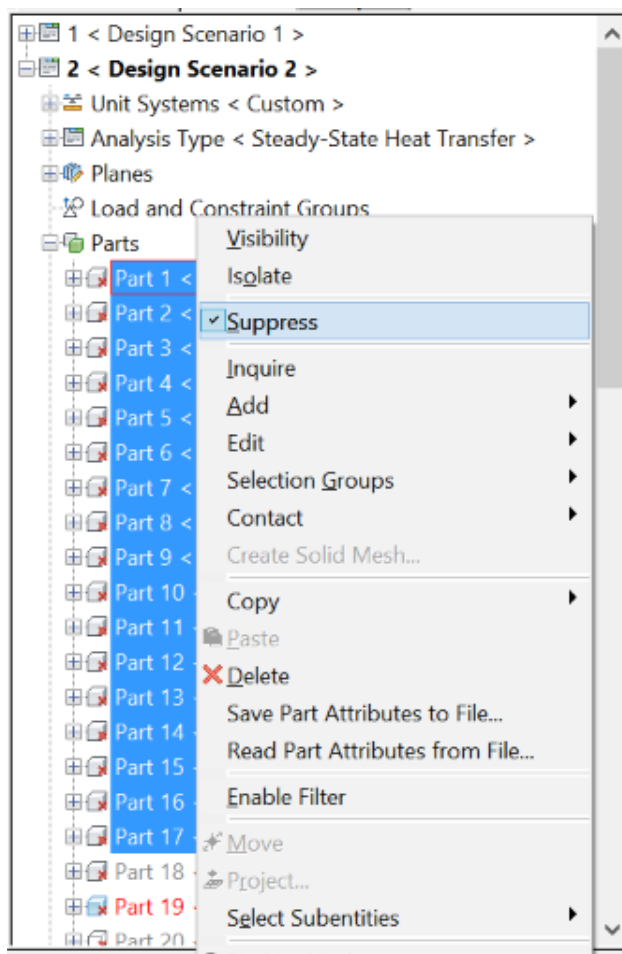 1 < Design Scenario 1 >
2 < Design Scenario 2 >
Unit Systems < Custom >
Analysis Type < Steady-State Heat Transfer >
Planes
Load and Constraint Groups
Parts
Part 1 <
Part 2 <
Part 3 <
Part 4 <
Part 5 <
Part 6 <
Part 7 <
Part 8 <
Part 9 <
Part 10
Part 11
Part 12
Part 13
Part 14
Part 15
Part 16
Part 17
Part 18
Part 19
Part 20
Visibility
Isolate
Suppress
Inquire
Add
Edit
Selection Groups
Contact
Create Solid Mesh...
Copy
Paste
Delete
Save Part Attributes to File...
Read Part Attributes from File...
Enable Filter
Move
Project...
Select Subentities